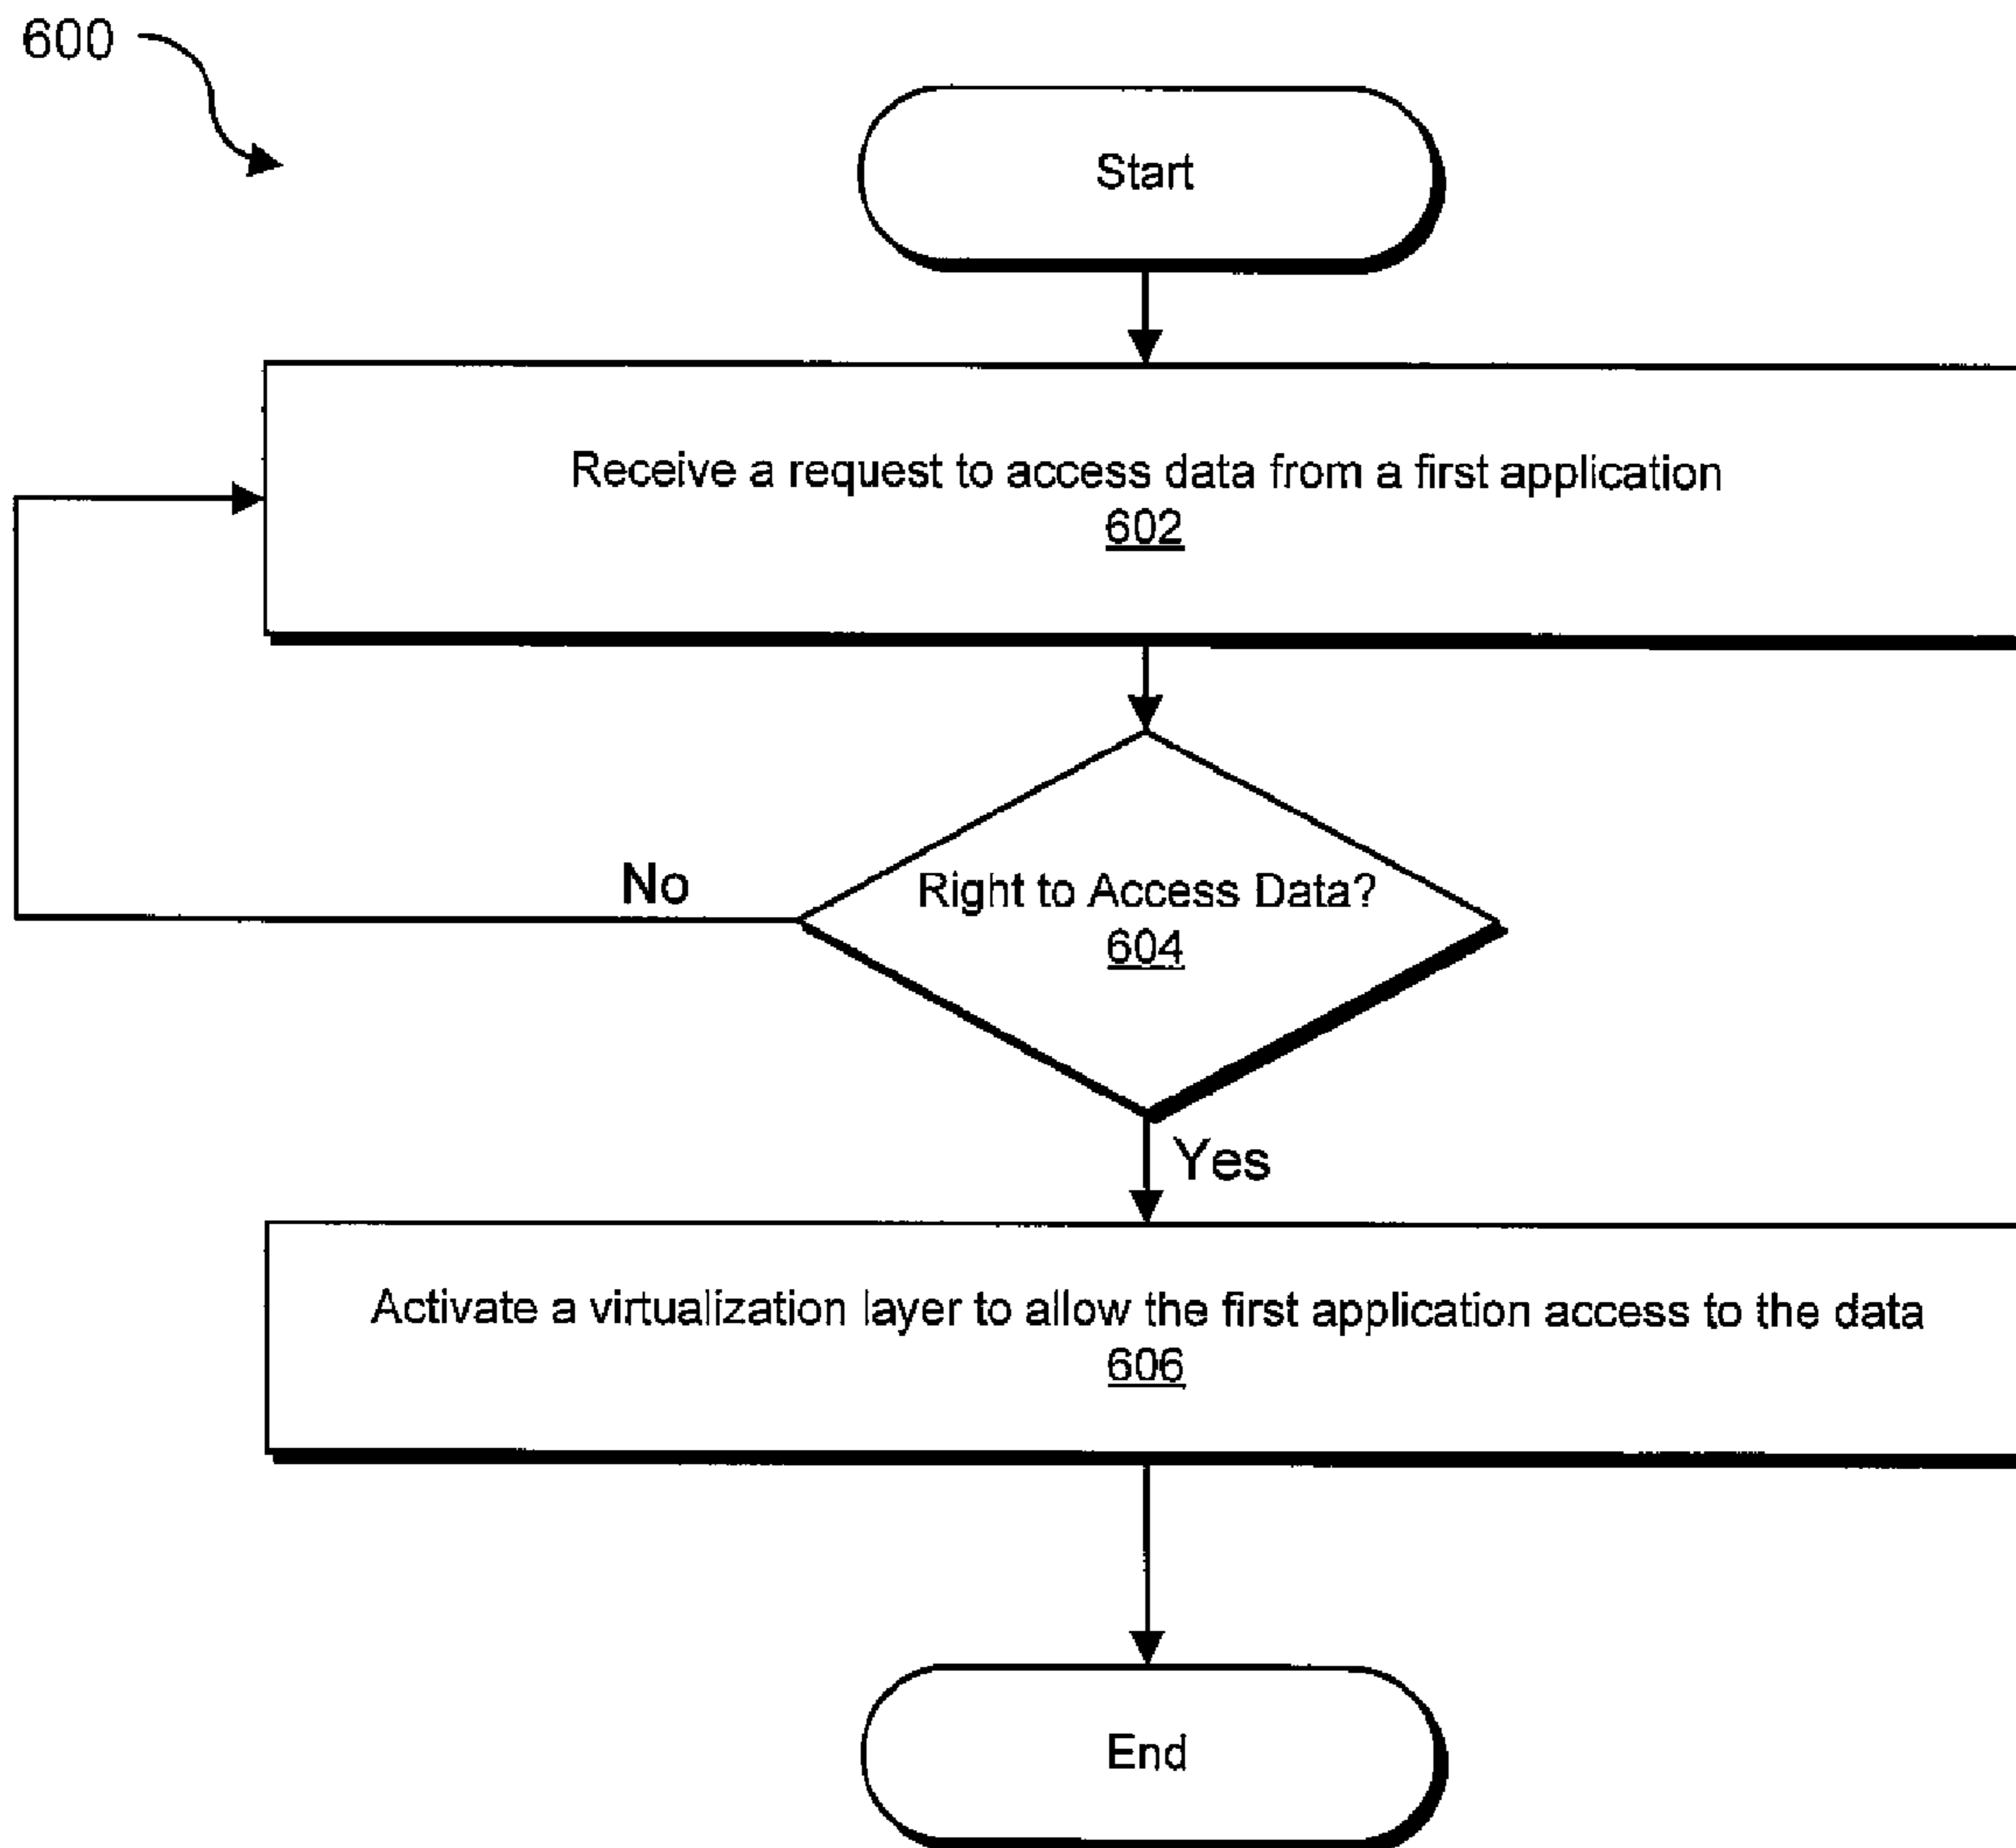 600
Start
Receive a request to access data from a first application
602
Right to Access Data?
604
No
Yes
Activate a virtualization layer to allow the first application access to the data
606
End